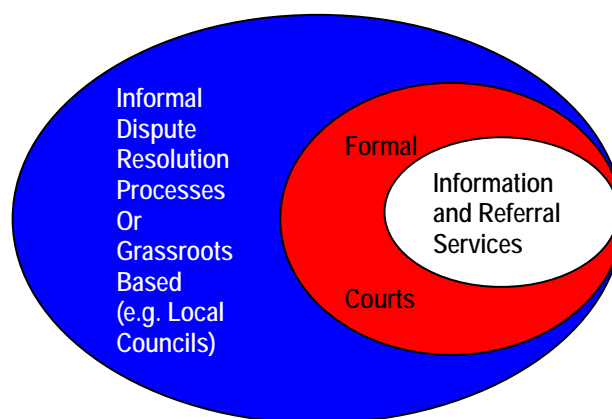 Informal
Dispute
Resolution
Processes
Or
Grassroots
Based
(e.g. Local
Councils)
Formal
Courts
Information
and Referral
Services